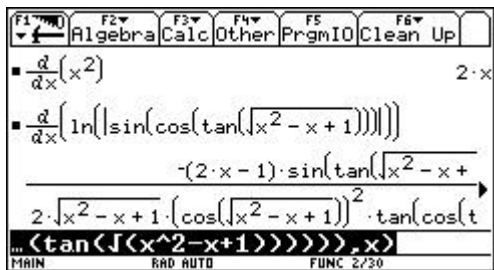 F1 F2 Algebra F3 Calc F4 Other F5 PrgmIO F6 Clean Up
d/dx(x²) 2·x
d/dx(ln(|sin(cos(tan(√x² - x + 1)))|))
-(2·x - 1)·sin(tan(√x² - x +
2·√x² - x + 1·(cos(√x² - x + 1))²·tan(cos(t
…(tan(√(x^2-x+1)))))),x)
MAIN RAD AUTO FUNC 2/30